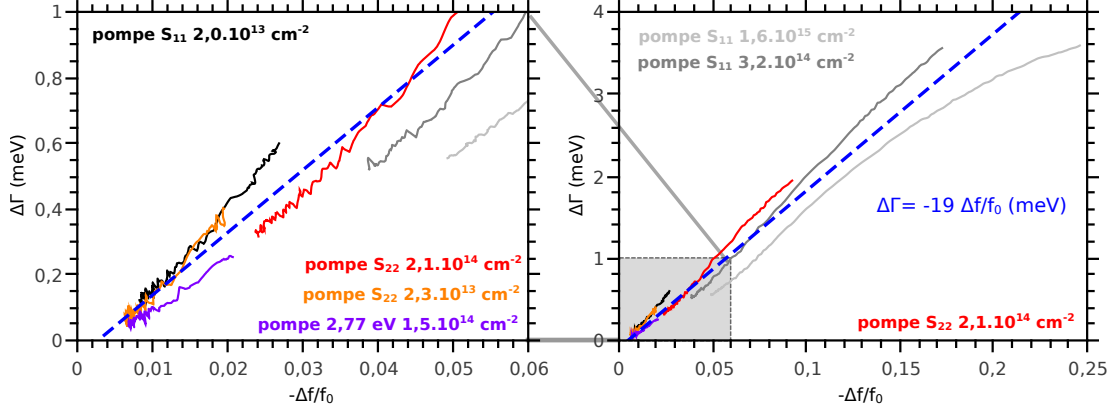 pompe S₁₁ 2,0.10¹³ cm⁻²
pompe S₂₂ 2,1.10¹⁴ cm⁻²
pompe S₂₂ 2,3.10¹³ cm⁻²
pompe 2,77 eV 1,5.10¹⁴ cm⁻²
ΔΓ (meV)
1
0,8
0,6
0,4
0,2
0
0 0,01 0,02 0,03 0,04 0,05 0,06
-Δf/f₀
pompe S₁₁ 1,6.10¹⁵ cm⁻²
pompe S₁₁ 3,2.10¹⁴ cm⁻²
ΔΓ= -19 Δf/f₀ (meV)
pompe S₂₂ 2,1.10¹⁴ cm⁻²
ΔΓ (meV)
4
3
2
1
0
0 0,05 0,1 0,15 0,2 0,25
-Δf/f₀